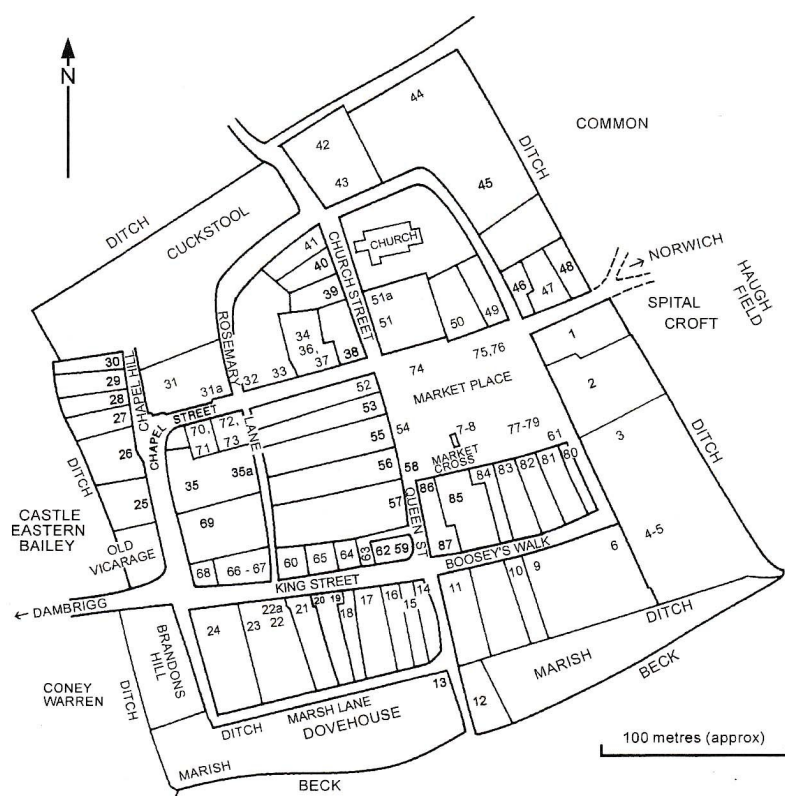 N
44
COMMON
42
43
DITCH
45
DITCH
CUCKSTOOL
CHURCH STREET
CHURCH
41
40
39
NORWICH
48
47
46
HAUGH FIELD
SPITAL CROFT
51a
51
50
49
ROSEMARY
LANE
34
36,
37
38
1
2
3
30
29
28
27
26
25
CHAPEL HILL
31
31a
32
33
74
75,76
MARKET PLACE
52
53
54
55
56
57
58
7-8
MARKET CROSS
77-79
61
CHAPEL STREET
70,
71
72,
73
35
35a
69
DITCH
84
83
82
81
80
86
85
87
QUEEN ST
4-5
6
DITCH
CASTLE EASTERN BAILEY
OLD VICARAGE
68
66 - 67
60
65
64
63
62
59
BOOSEY'S WALK
KING STREET
DAMBRIGG
11
10
9
24
23
22a
22
21
20
19
18
17
16
15
14
BRANDONS HILL
CONEY WARREN
DITCH
DITCH
MARISH
BECK
13
12
DITCH
MARSH LANE
DOVEHOUSE
MARISH
BECK
100 metres (approx)